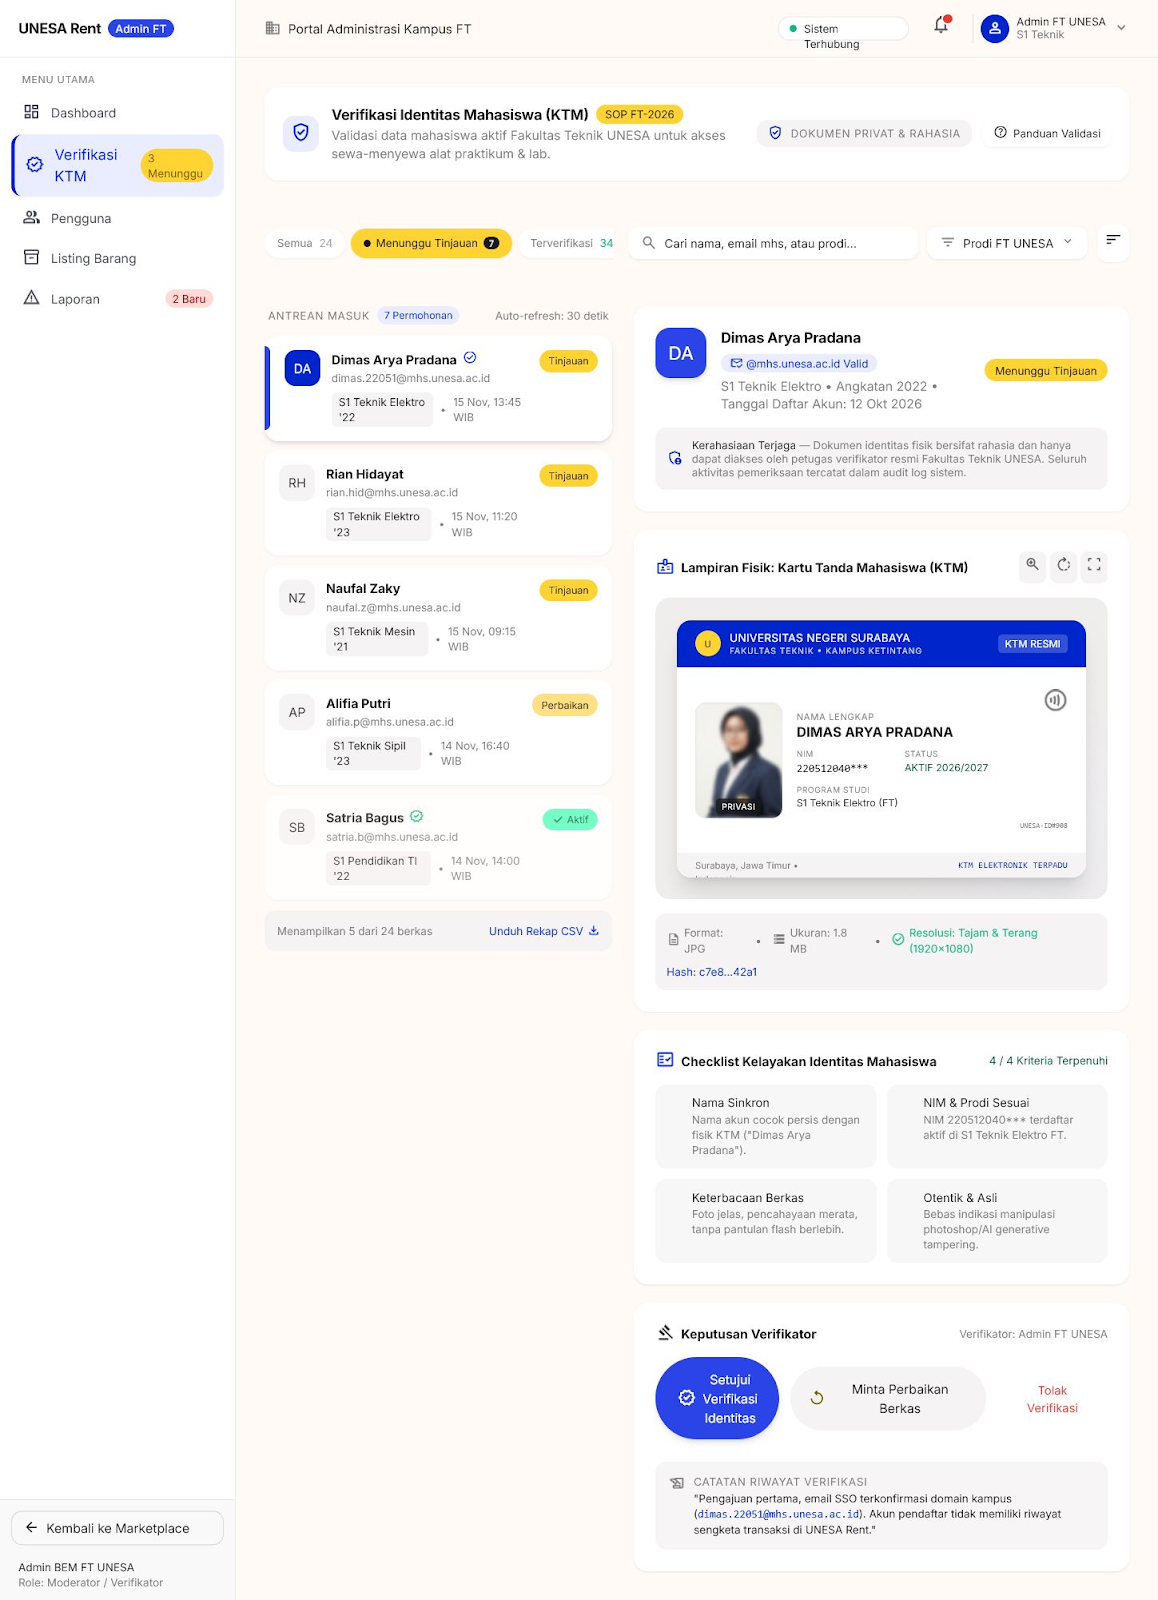 UNESA Rent Admin FT
MENU UTAMA
Dashboard
Verifikasi
KTM
3
Menunggu
Pengguna
Listing Barang
Laporan 2 Baru
Kembali ke Marketplace
Admin BEM FT UNESA
Role: Moderator / Verifikator
Portal Administrasi Kampus FT
Sistem
Terhubung
Admin FT UNESA
S1 Teknik
Verifikasi Identitas Mahasiswa (KTM) SOP FT-2026
Validasi data mahasiswa aktif Fakultas Teknik UNESA untuk akses
sewa-menyewa alat praktikum & lab.
DOKUMEN PRIVAT & RAHASIA
Panduan Validasi
Semua 24
Menunggu Tinjauan 7
Terverifikasi 34
Cari nama, email mhs, atau prodi...
Prodi FT UNESA
ANTREAN MASUK 7 Permohonan Auto-refresh: 30 detik
DA
Dimas Arya Pradana
Tinjauan
dimas.22051@mhs.unesa.ac.id
S1 Teknik Elektro
'22
• 15 Nov, 13:45
WIB
RH
Rian Hidayat
Tinjauan
rian.hid@mhs.unesa.ac.id
S1 Teknik Elektro
'23
• 15 Nov, 11:20
WIB
NZ
Naufal Zaky
Tinjauan
naufal.z@mhs.unesa.ac.id
S1 Teknik Mesin
'21
• 15 Nov, 09:15
WIB
AP
Alifia Putri
Perbaikan
alifia.p@mhs.unesa.ac.id
S1 Teknik Sipil
'23
• 14 Nov, 16:40
WIB
SB
Satria Bagus
Aktif
satria.b@mhs.unesa.ac.id
S1 Pendidikan TI
'22
• 14 Nov, 14:00
WIB
Menampilkan 5 dari 24 berkas Unduh Rekap CSV
DA
Dimas Arya Pradana
@mhs.unesa.ac.id Valid
S1 Teknik Elektro • Angkatan 2022 •
Tanggal Daftar Akun: 12 Okt 2026
Menunggu Tinjauan
Kerahasiaan Terjaga — Dokumen identitas fisik bersifat rahasia dan hanya
dapat diakses oleh petugas verifikator resmi Fakultas Teknik UNESA. Seluruh
aktivitas pemeriksaan tercatat dalam audit log sistem.
Lampiran Fisik: Kartu Tanda Mahasiswa (KTM)
U
UNIVERSITAS NEGERI SURABAYA
FAKULTAS TEKNIK • KAMPUS KETINTANG
KTM RESMI
PRIVASI
NAMA LENGKAP
DIMAS ARYA PRADANA
NIM STATUS
220512040*** AKTIF 2026/2027
PROGRAM STUDI
S1 Teknik Elektro (FT)
UNESA-ID#908
Surabaya, Jawa Timur •
KTM ELEKTRONIK TERPADU
Format:
JPG
• Ukuran: 1.8
MB
• Resolusi: Tajam & Terang
(1920×1080)
Hash: c7e8...42a1
Checklist Kelayakan Identitas Mahasiswa 4 / 4 Kriteria Terpenuhi
Nama Sinkron
Nama akun cocok persis dengan
fisik KTM ("Dimas Arya
Pradana").
NIM & Prodi Sesuai
NIM 220512040*** terdaftar
aktif di S1 Teknik Elektro FT.
Keterbacaan Berkas
Foto jelas, pencahayaan merata,
tanpa pantulan flash berlebih.
Otentik & Asli
Bebas indikasi manipulasi
photoshop/AI generative
tampering.
Keputusan Verifikator Verifikator: Admin FT UNESA
Setujui
Verifikasi
Identitas
Minta Perbaikan
Berkas
Tolak
Verifikasi
CATATAN RIWAYAT VERIFIKASI
"Pengajuan pertama, email SSO terkonfirmasi domain kampus
(dimas.22051@mhs.unesa.ac.id). Akun pendaftar tidak memiliki riwayat
sengketa transaksi di UNESA Rent."